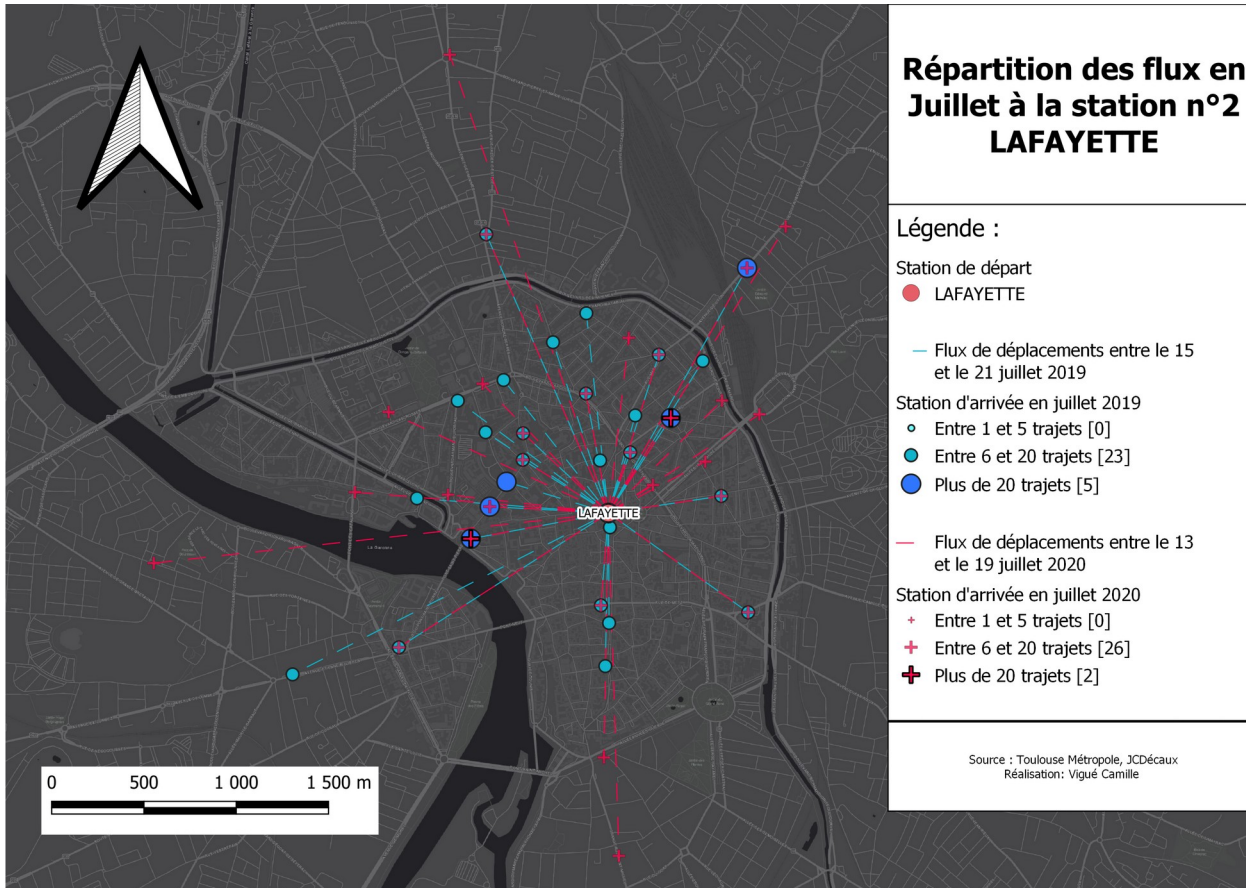 Répartition des flux en
Juillet à la station n°2
LAFAYETTE
Légende :
Station de départ
LAFAYETTE
Flux de déplacements entre le 15
et le 21 juillet 2019
Station d'arrivée en juillet 2019
Entre 1 et 5 trajets [0]
Entre 6 et 20 trajets [23]
Plus de 20 trajets [5]
Flux de déplacements entre le 13
et le 19 juillet 2020
Station d'arrivée en juillet 2020
Entre 1 et 5 trajets [0]
Entre 6 et 20 trajets [26]
Plus de 20 trajets [2]
Source : Toulouse Métropole, JCDécaux
Réalisation: Vigué Camille
LAFAYETTE
La Garonne
0 500 1 000 1 500 m